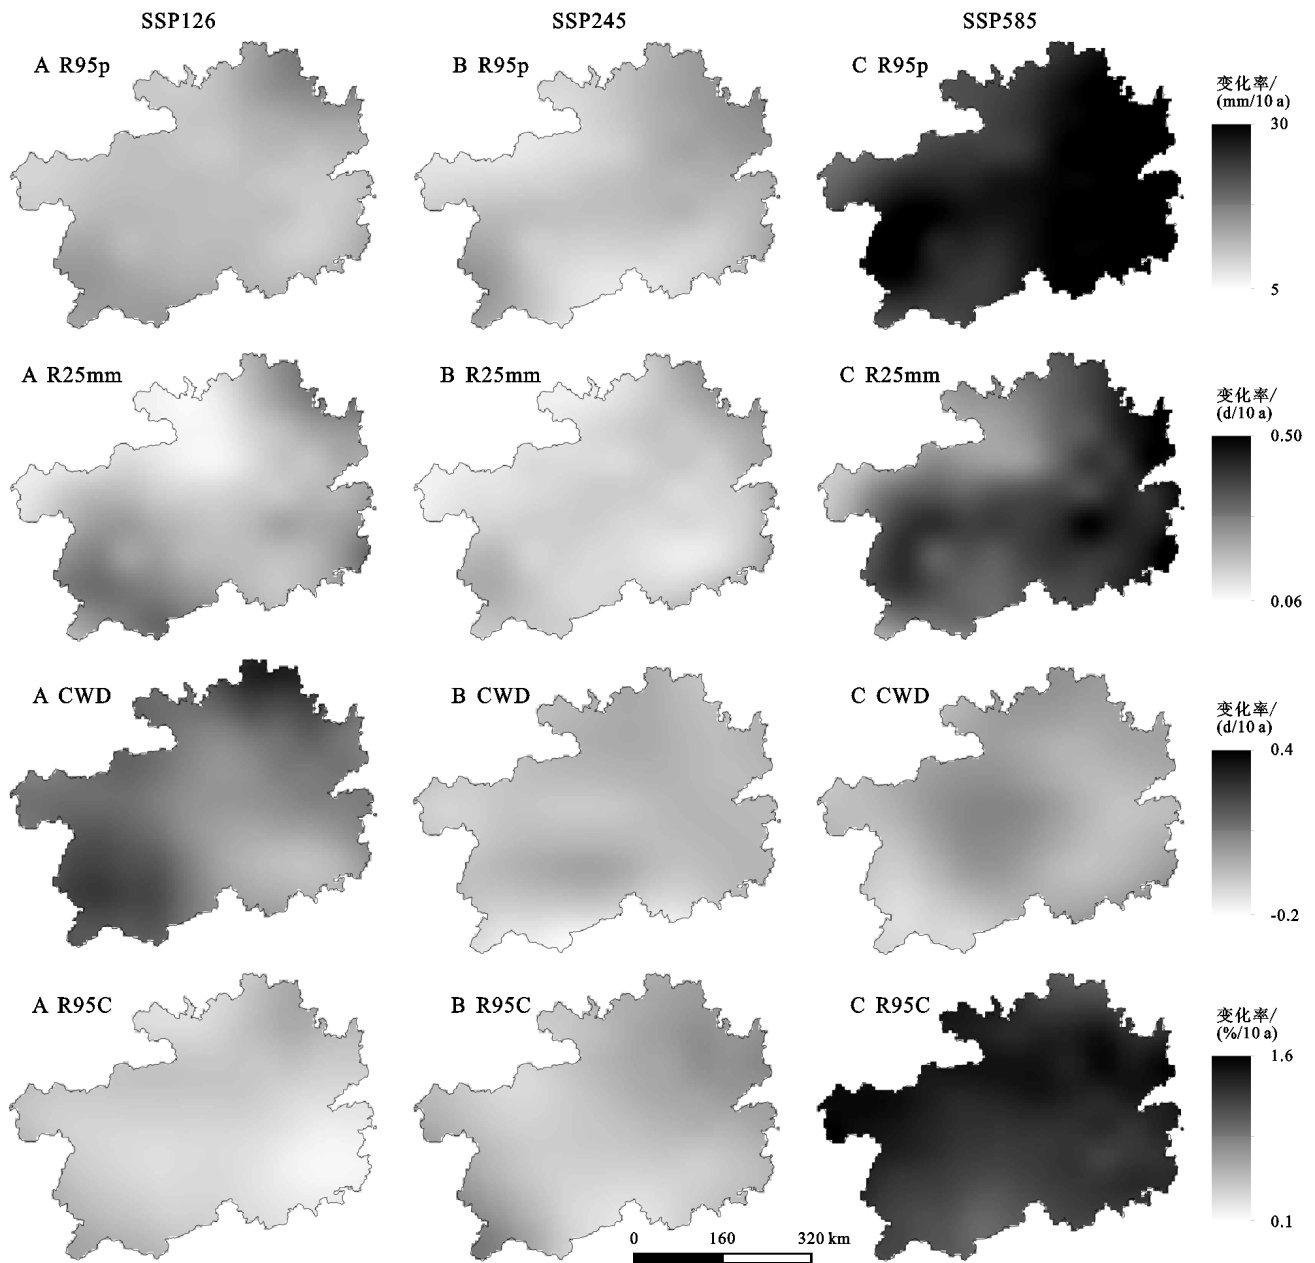 SSP126
SSP245
SSP585
A R95p
B R95p
C R95p
变化率/
(mm/10 a)
30
5
A R25mm
B R25mm
C R25mm
变化率/
(d/10 a)
0.50
0.06
A CWD
B CWD
C CWD
变化率/
(d/10 a)
0.4
-0.2
A R95C
B R95C
C R95C
变化率/
(%/10 a)
1.6
0.1
0 160 320 km